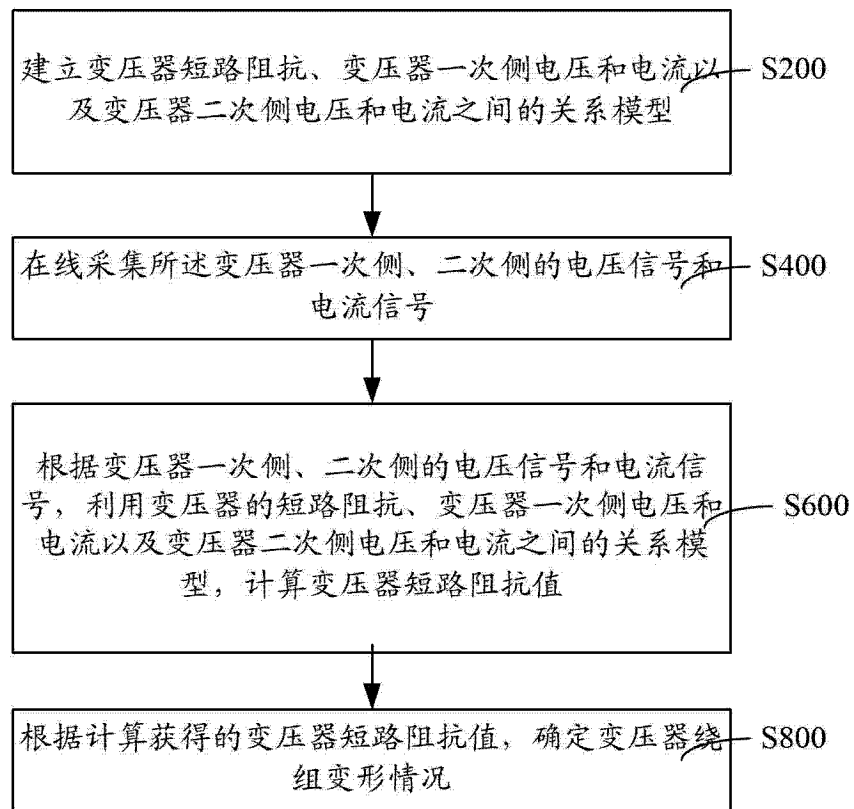 建立变压器短路阻抗、变压器一次侧电压和电流以
及变压器二次侧电压和电流之间的关系模型
S200
在线采集所述变压器一次侧、二次侧的电压信号和
电流信号
S400
根据变压器一次侧、二次侧的电压信号和电流信
号，利用变压器的短路阻抗、变压器一次侧电压和
电流以及变压器二次侧电压和电流之间的关系模
型，计算变压器短路阻抗值
S600
根据计算获得的变压器短路阻抗值，确定变压器绕
组变形情况
S800